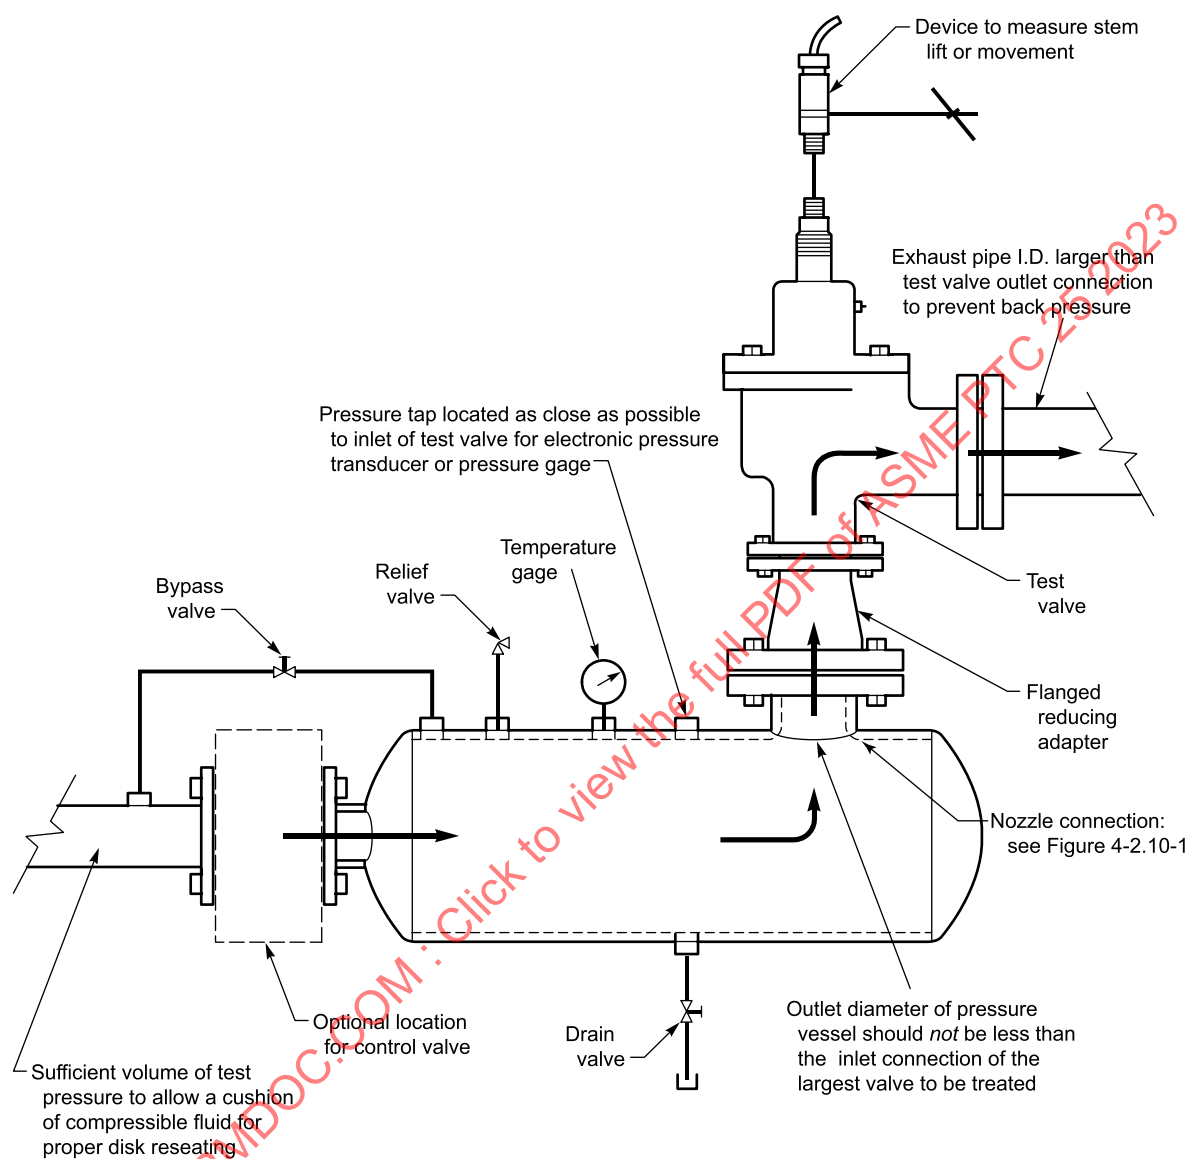 Device to measure stem
lift or movement
Exhaust pipe I.D. larger than
test valve outlet connection
to prevent back pressure
Pressure tap located as close as possible
to inlet of test valve for electronic pressure
transducer or pressure gage
Temperature
gage
Relief
valve
Bypass
valve
Test
valve
Flanged
reducing
adapter
Nozzle connection:
see Figure 4-2.10-1
Outlet diameter of pressure
vessel should not be less than
the inlet connection of the
largest valve to be treated
Drain
valve
Optional location
for control valve
Sufficient volume of test
pressure to allow a cushion
of compressible fluid for
proper disk reseating
MDOC.COM : Click to view the full PDF of ASME PTC 25 2023